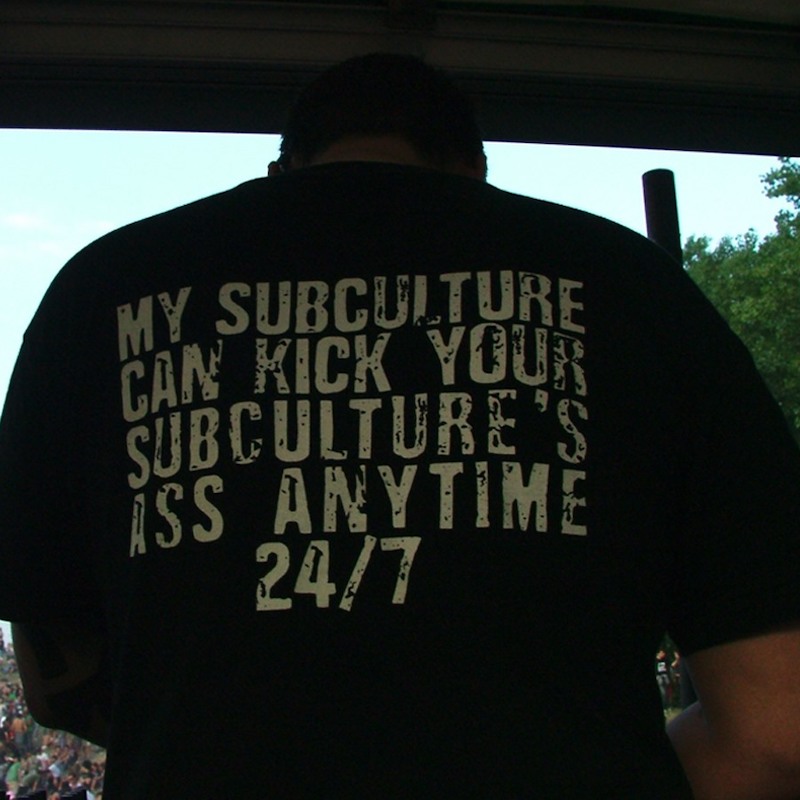 MY SUBCULTURE
CAN KICK YOUR
SUBCULTURE'S
ASS ANYTIME
24/7